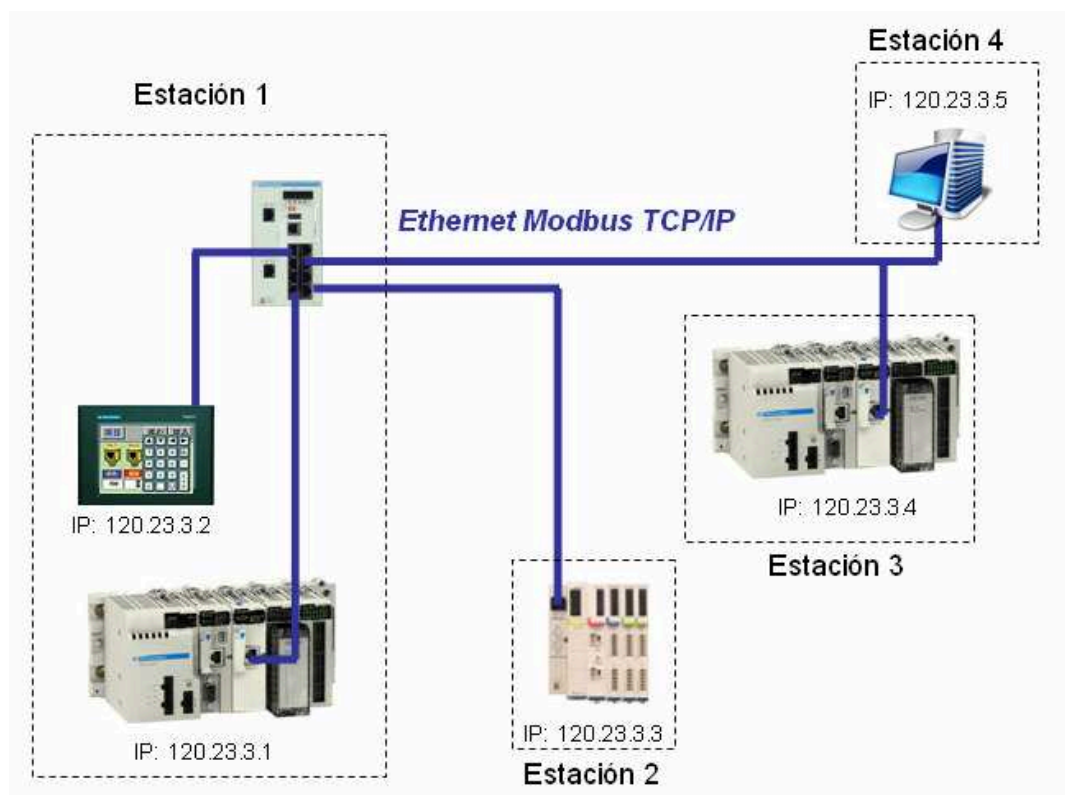 Estación 4
IP: 120.23.3.5
Estación 1
Ethernet Modbus TCP/IP
IP: 120.23.3.2
IP: 120.23.3.4
Estación 3
IP: 120.23.3.1
IP: 120.23.3.3
Estación 2